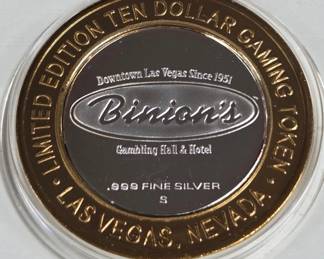 LIMITED EDITION TEN DOLLAR GAMING TOKEN
Downtown Las Vegas Since 1951
Binion's
Gambling Hall & Hotel
.999 FINE SILVER
S
• LAS VEGAS, NEVADA •